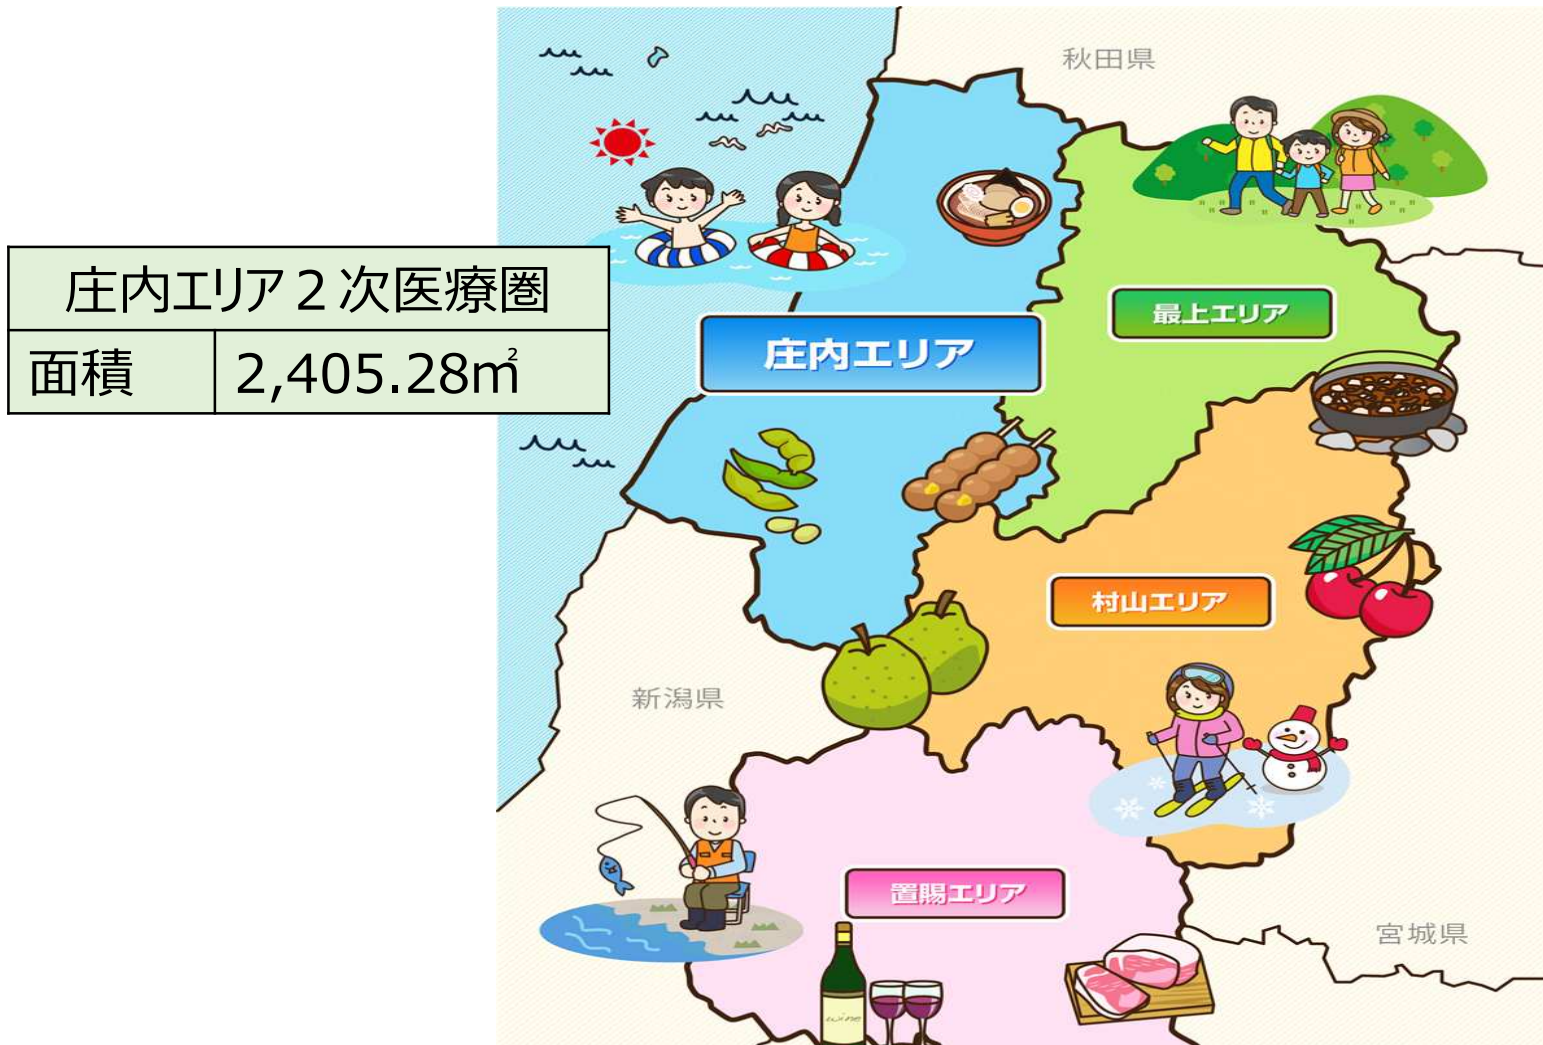 秋田県
庄内エリア２次医療圏
面積 2,405.28㎡
最上エリア
庄内エリア
村山エリア
新潟県
置賜エリア
宮城県
wine